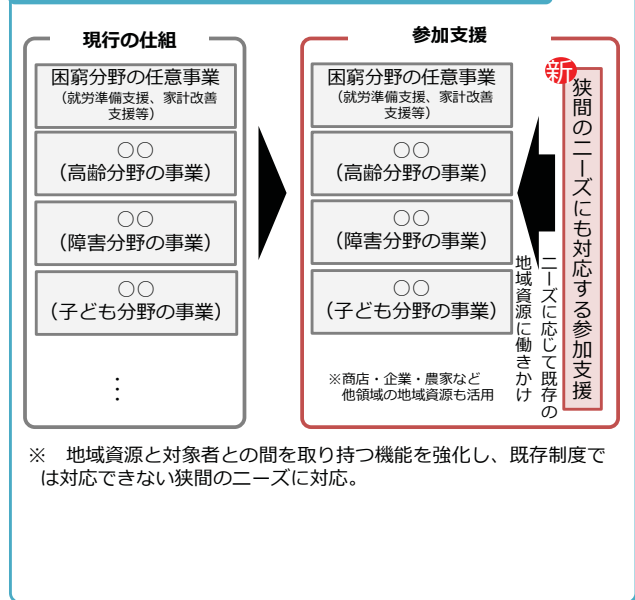 現行の仕組
困窮分野の任意事業
（就労準備支援、家計改善
支援等）
○○
（高齢分野の事業）
○○
（障害分野の事業）
○○
（子ども分野の事業）
⋮
参加支援
困窮分野の任意事業
（就労準備支援、家計改善
支援等）
○○
（高齢分野の事業）
○○
（障害分野の事業）
○○
（子ども分野の事業）
※商店・企業・農家など
他領域の地域資源も活用
新
狭間のニーズにも対応する参加支援
ニーズに応じて既存の
地域資源に働きかけ
※　地域資源と対象者との間を取り持つ機能を強化し、既存制度で
は対応できない狭間のニーズに対応。